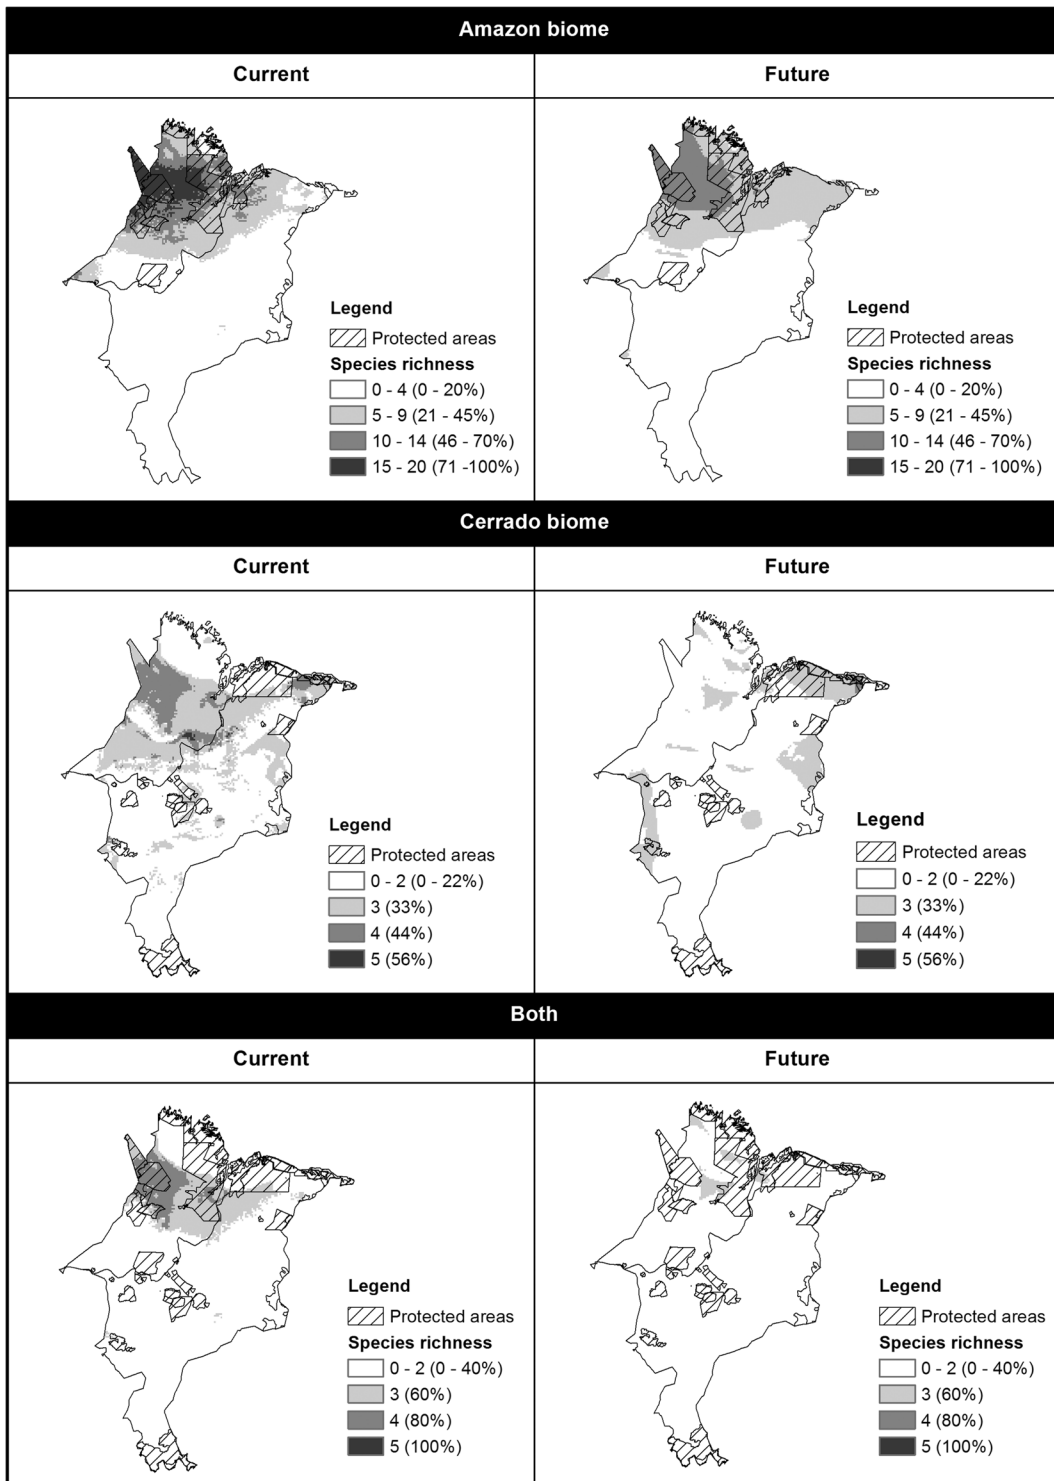 Amazon biome
Current
Future
Legend
Protected areas
Species richness
0 - 4 (0 - 20%)
5 - 9 (21 - 45%)
10 - 14 (46 - 70%)
15 - 20 (71 -100%)
Legend
Protected areas
Species richness
0 - 4 (0 - 20%)
5 - 9 (21 - 45%)
10 - 14 (46 - 70%)
15 - 20 (71 - 100%)
Cerrado biome
Current
Future
Legend
Protected areas
0 - 2 (0 - 22%)
3 (33%)
4 (44%)
5 (56%)
Legend
Protected areas
0 - 2 (0 - 22%)
3 (33%)
4 (44%)
5 (56%)
Both
Current
Future
Legend
Protected areas
Species richness
0 - 2 (0 - 40%)
3 (60%)
4 (80%)
5 (100%)
Legend
Protected areas
Species richness
0 - 2 (0 - 40%)
3 (60%)
4 (80%)
5 (100%)